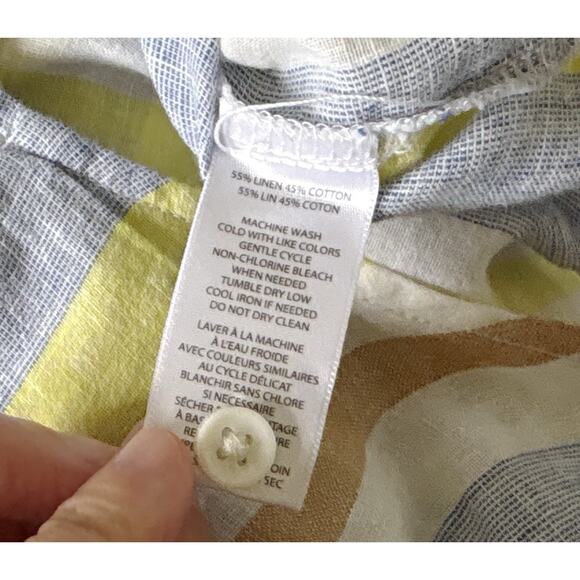 55% LINEN 45% COTTON
55% LIN 45% COTON
MACHINE WASH
COLD WITH LIKE COLORS
GENTLE CYCLE
NON-CHLORINE BLEACH
WHEN NEEDED
TUMBLE DRY LOW
COOL IRON IF NEEDED
DO NOT DRY CLEAN
LAVER À LA MACHINE
À L'EAU FROIDE
AVEC COULEURS SIMILAIRES
AU CYCLE DÉLICAT
BLANCHIR SANS CHLORE
SI NECESSAIRE
SÉCHER
À